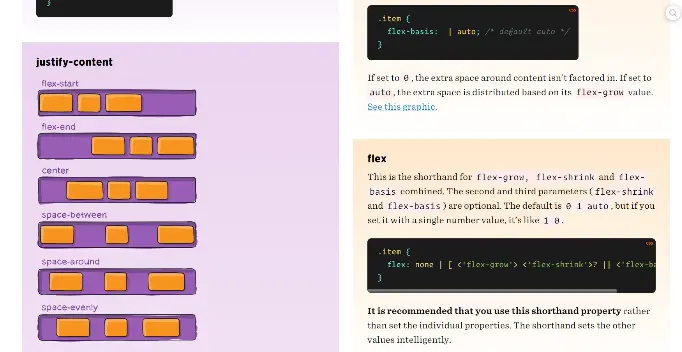 }
justify-content
flex-start
flex-end
center
space-between
space-around
space-evenly
.item {
flex-basis: | auto; /* default auto */
}
If set to 0, the extra space around content isn't factored in. If set to
auto, the extra space is distributed based on its flex-grow value.
See this graphic.
flex
This is the shorthand for flex-grow, flex-shrink and flex-
basis combined. The second and third parameters (flex-shrink
and flex-basis) are optional. The default is 0 1 auto, but if you
set it with a single number value, it's like 1 0.
CSS
.item {
flex: none | [ <'flex-grow'> <'flex-shrink'>? || <'flex-ba
}
It is recommended that you use this shorthand property rather
than set the individual properties. The shorthand sets the other
values intelligently.